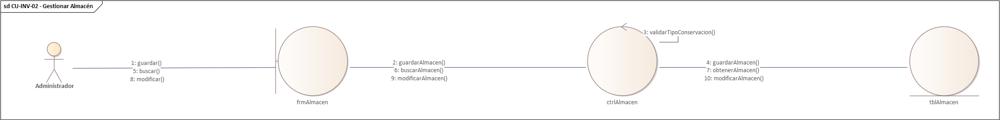 sd CU-INV-02 - Gestionar Almacén
3: validarTipoConservacion()
1: guardar()
5: buscar()
8: modificar()
2: guardarAlmacen()
6: buscarAlmacen()
9: modificarAlmacen()
4: guardarAlmacen()
7: obtenerAlmacen()
10: modificarAlmacen()
Administrador
frmAlmacen
ctrlAlmacen
tblAlmacen